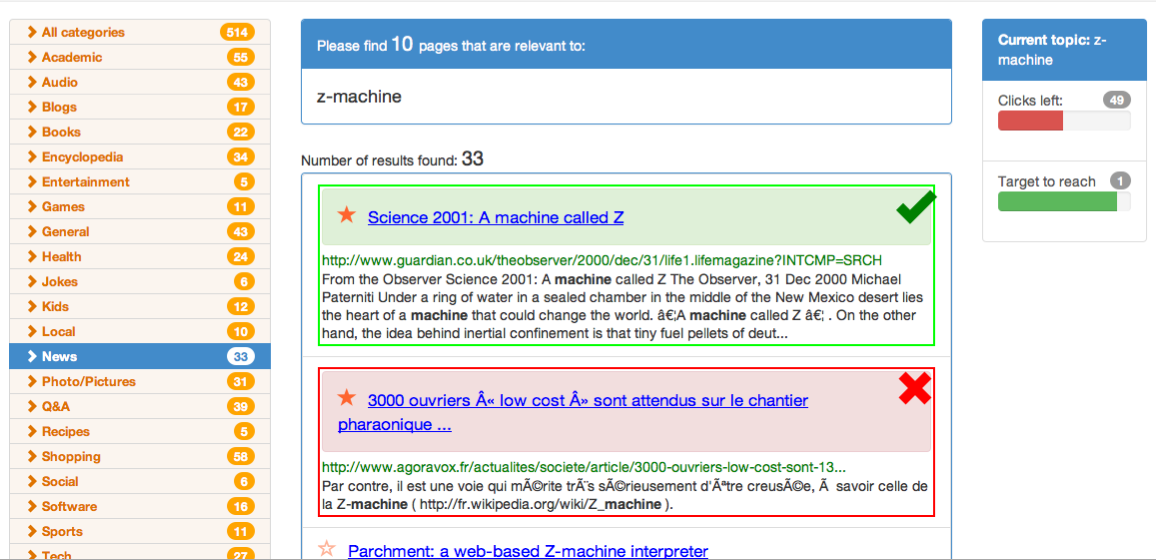 All categories 514
Academic 55
Audio 43
Blogs 17
Books 22
Encyclopedia 34
Entertainment 5
Games 11
General 43
Health 24
Jokes 6
Kids 12
Local 10
News 33
Photo/Pictures 31
Q&A 39
Recipes 5
Shopping 58
Social 6
Software 16
Sports 11
Tech 27
Please find 10 pages that are relevant to:
z-machine
Number of results found: 33
Science 2001: A machine called Z
http://www.guardian.co.uk/theobserver/2000/dec/31/life1.lifemagazine?INTCMP=SRCH
From the Observer Science 2001: A machine called Z The Observer, 31 Dec 2000 Michael
Paterniti Under a ring of water in a sealed chamber in the middle of the New Mexico desert lies
the heart of a machine that could change the world. â€¦A machine called Z â€¦ . On the other
hand, the idea behind inertial confinement is that tiny fuel pellets of deut...
3000 ouvriers Â« low cost Â» sont attendus sur le chantier
pharaonique ...
http://www.agoravox.fr/actualites/societe/article/3000-ouvriers-low-cost-sont-13...
Par contre, il est une voie qui mÃ©rite trÃ¨s sÃ©rieusement d'Ãªtre creusÃ©e, Ã  savoir celle de
la Z-machine ( http://fr.wikipedia.org/wiki/Z_machine ).
Parchment: a web-based Z-machine interpreter
Current topic: z-
machine
Clicks left: 49
Target to reach 1